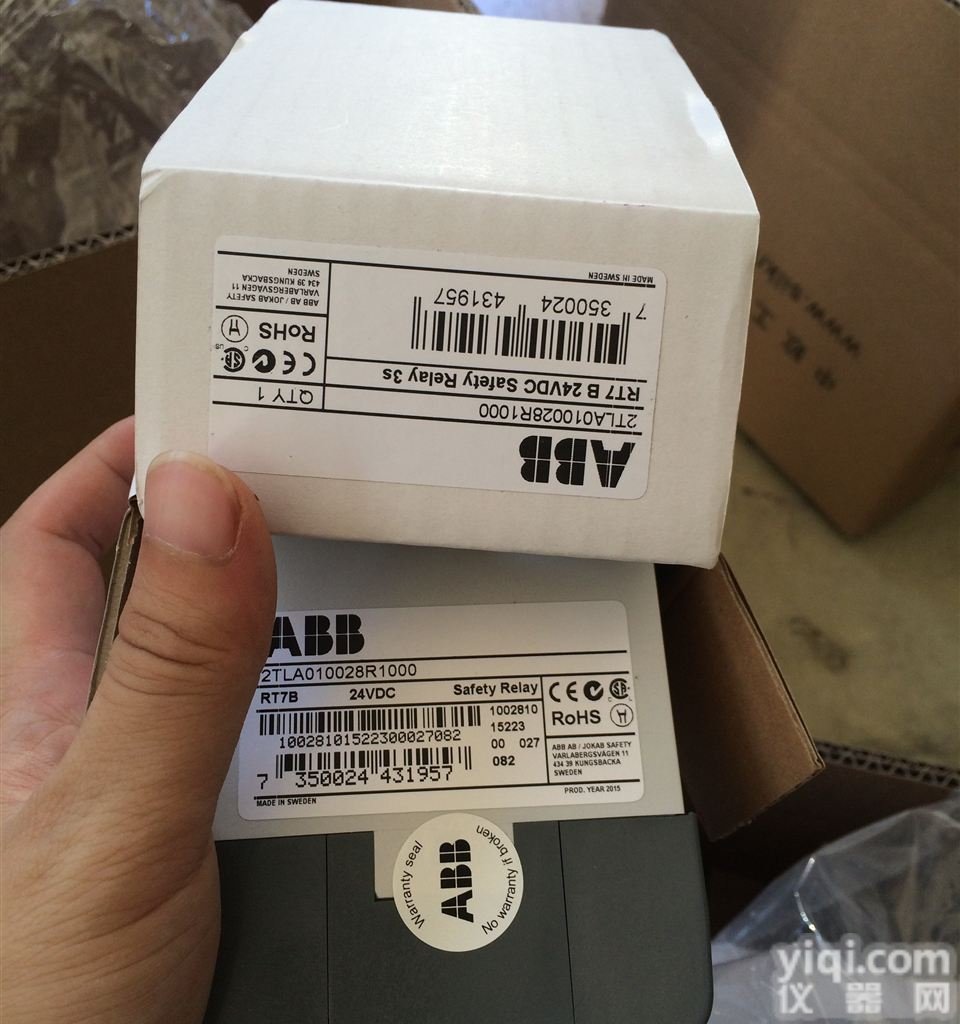 ABB
2TLA010028R1000
RT7 B 24VDC Safety Relay 3s
QTY 1
7 350024 431957
MADE IN SWEDEN
CE
RoHS
ABB AB / JOKAB SAFETY
VARLABERGSVÄGEN 11
434 39 KUNGSBACKA
SWEDEN
ABB
2TLA010028R1000
RT7B 24VDC Safety Relay
10028101522300027082
1002810
15223
00 027
082
7 350024 431957
MADE IN SWEDEN
CE
RoHS
ABB AB / JOKAB SAFETY
VARLABERGSVÄGEN 11
434 39 KUNGSBACKA
SWEDEN
PROD. YEAR 2015
Warranty seal
ABB
No warranty if broken
yiqi.com
仪器网